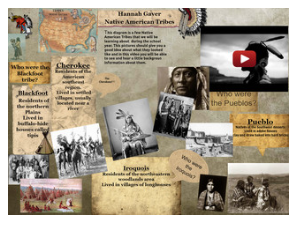 Hannah Gaver
Native American Tribes
This diagram is a few Native
American Tribes that we will be
learning about during the school
year. The pictures should give you a
good idea about what they looked
like and in this video you will be able
to see and hear a little background
information about them!
Who were the
Blackfoot
tribe?
Cherokee
Residents of the
Americas
southeast
region.
Lived in settled
villages, usually
located near a
river
The
Cherokees?
Blackfoot
Residents of
the northern
Plains
Lived in
buffalo-hide
houses called
tipis
Who were
the Pueblos?
Pueblo
Lived in adobe homes
Iroquois
Residents of the northeastern
woodlands area
Lived in villages of longhouses
Who were
the
Iroquois?